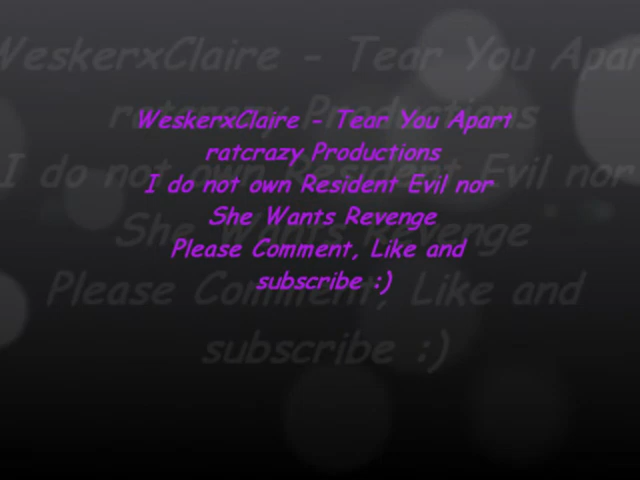 WeskerxClaire - Tear You Apart
ratcrazy Productions
I do not own Resident Evil nor
She Wants Revenge
Please Comment, Like and
subscribe :)